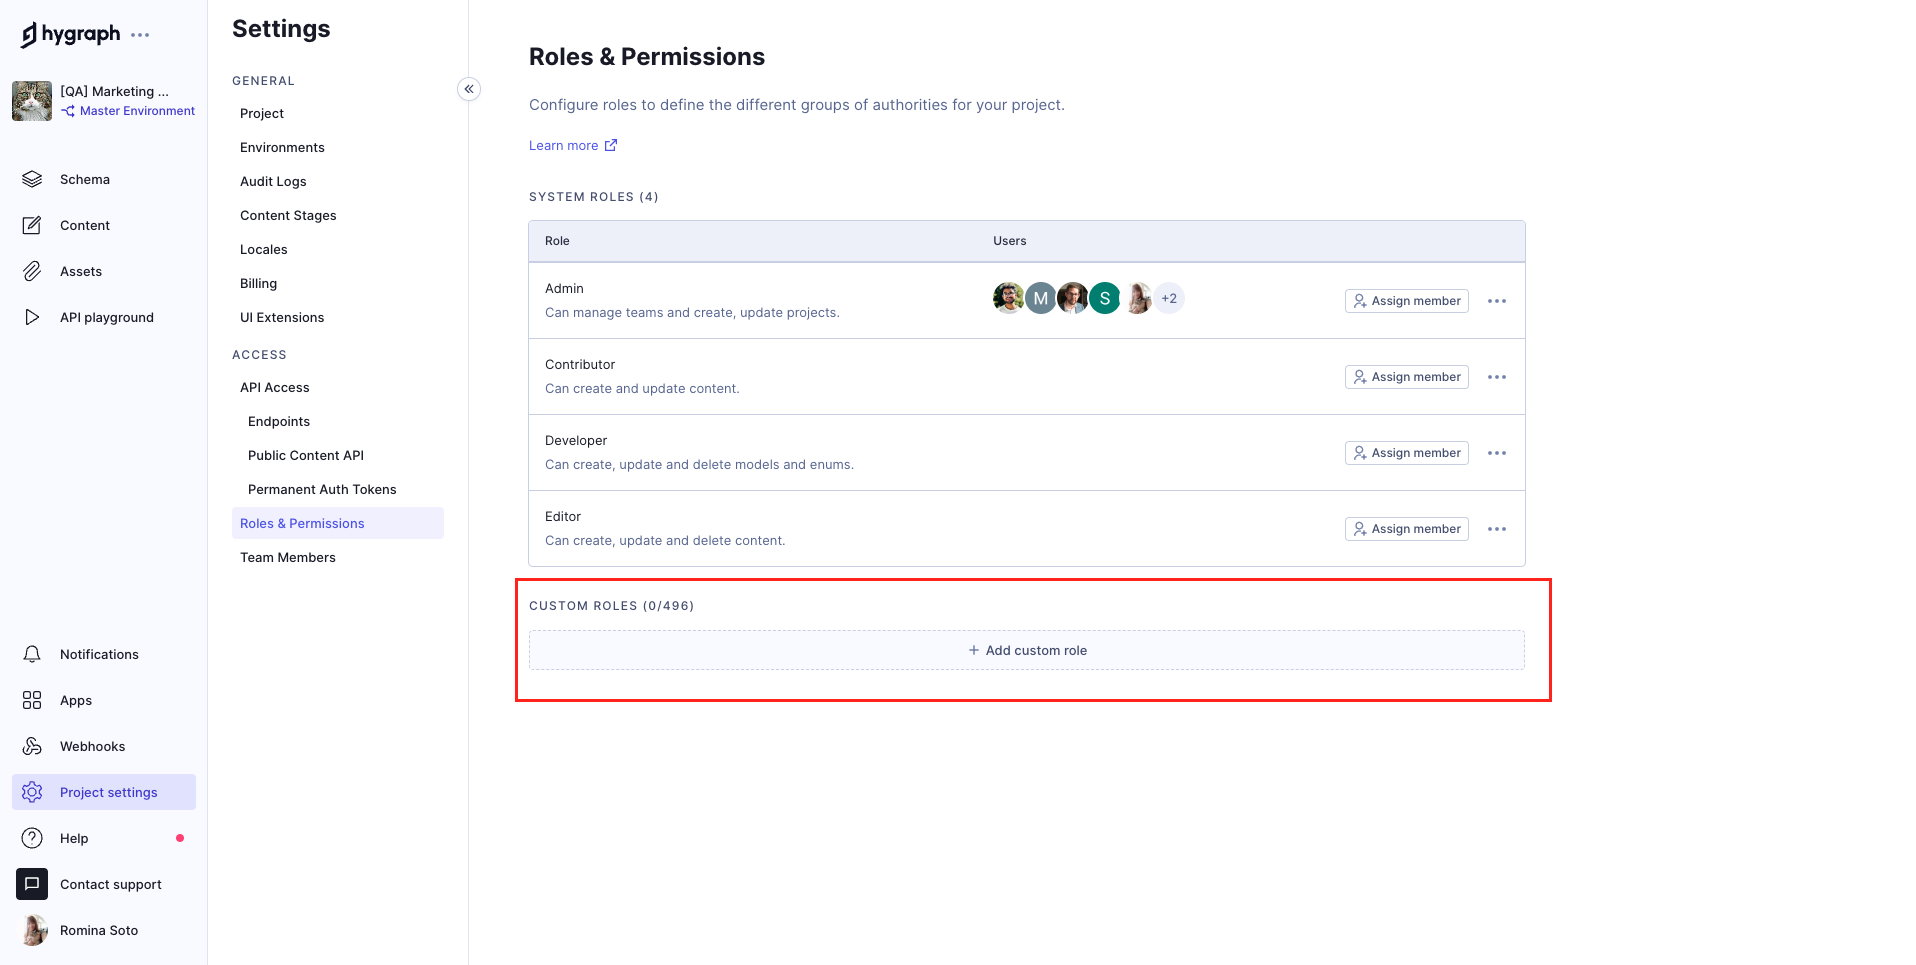 hygraph
[QA] Marketing ...
Master Environment
Schema
Content
Assets
API playground
Notifications
Apps
Webhooks
Project settings
Help
Contact support
Romina Soto
Settings
GENERAL
Project
Environments
Audit Logs
Content Stages
Locales
Billing
UI Extensions
ACCESS
API Access
Endpoints
Public Content API
Permanent Auth Tokens
Roles & Permissions
Team Members
Roles & Permissions
Configure roles to define the different groups of authorities for your project.
Learn more
SYSTEM ROLES (4)
Role Users
Admin
Can manage teams and create, update projects.
M S +2
Assign member
Contributor
Can create and update content.
Assign member
Developer
Can create, update and delete models and enums.
Assign member
Editor
Can create, update and delete content.
Assign member
CUSTOM ROLES (0/496)
+ Add custom role